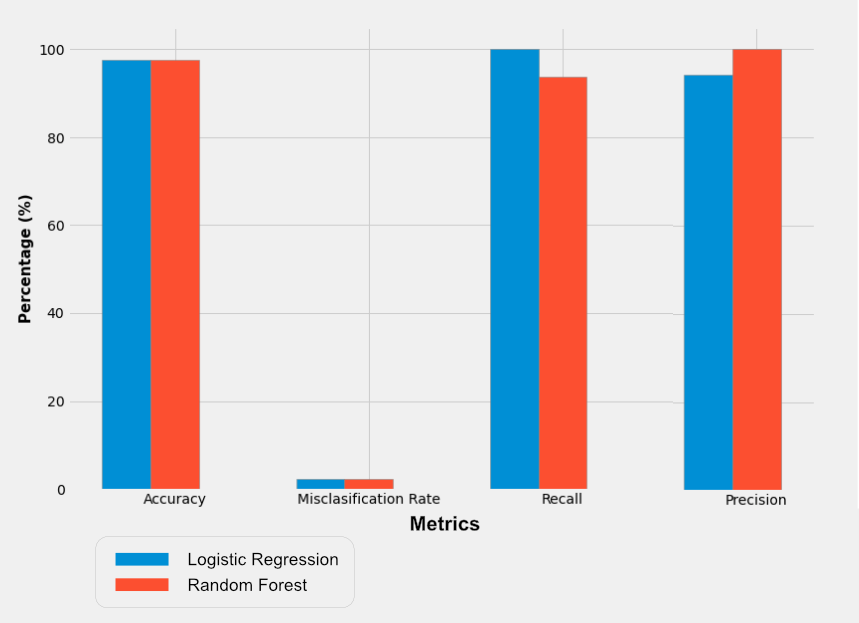 100
80
60
40
20
0
Percentage (%)
Accuracy
Misclasification Rate
Recall
Precision
Metrics
Logistic Regression
Random Forest